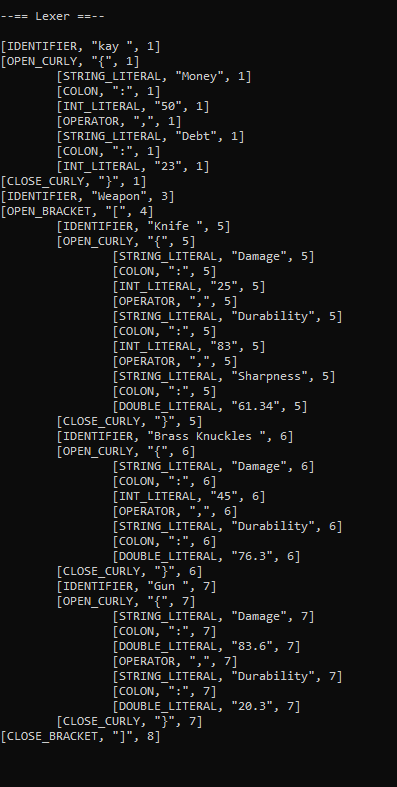 --== Lexer ==--
[IDENTIFIER, "kay ", 1]
[OPEN_CURLY, "{", 1]
[STRING_LITERAL, "Money", 1]
[COLON, ":", 1]
[INT_LITERAL, "50", 1]
[OPERATOR, ",", 1]
[STRING_LITERAL, "Debt", 1]
[COLON, ":", 1]
[INT_LITERAL, "23", 1]
[CLOSE_CURLY, "}", 1]
[IDENTIFIER, "Weapon", 3]
[OPEN_BRACKET, "[", 4]
[IDENTIFIER, "Knife ", 5]
[OPEN_CURLY, "{", 5]
[STRING_LITERAL, "Damage", 5]
[COLON, ":", 5]
[INT_LITERAL, "25", 5]
[OPERATOR, ",", 5]
[STRING_LITERAL, "Durability", 5]
[COLON, ":", 5]
[INT_LITERAL, "83", 5]
[OPERATOR, ",", 5]
[STRING_LITERAL, "Sharpness", 5]
[COLON, ":", 5]
[DOUBLE_LITERAL, "61.34", 5]
[CLOSE_CURLY, "}", 5]
[IDENTIFIER, "Brass Knuckles ", 6]
[OPEN_CURLY, "{", 6]
[STRING_LITERAL, "Damage", 6]
[COLON, ":", 6]
[INT_LITERAL, "45", 6]
[OPERATOR, ",", 6]
[STRING_LITERAL, "Durability", 6]
[COLON, ":", 6]
[DOUBLE_LITERAL, "76.3", 6]
[CLOSE_CURLY, "}", 6]
[IDENTIFIER, "Gun ", 7]
[OPEN_CURLY, "{", 7]
[STRING_LITERAL, "Damage", 7]
[COLON, ":", 7]
[DOUBLE_LITERAL, "83.6", 7]
[OPERATOR, ",", 7]
[STRING_LITERAL, "Durability", 7]
[COLON, ":", 7]
[DOUBLE_LITERAL, "20.3", 7]
[CLOSE_CURLY, "}", 7]
[CLOSE_BRACKET, "]", 8]